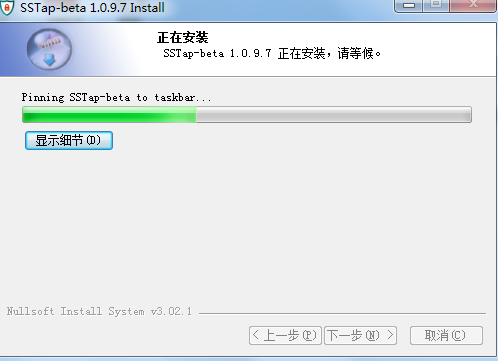 SSTap-beta 1.0.9.7 Install
正在安装
SSTap-beta 1.0.9.7 正在安装，请等候。
Pinning SSTap-beta to taskbar...
显示细节(D)
Nullsoft Install System v3.02.1
< 上一步(P) 下一步(N) > 取消(C)